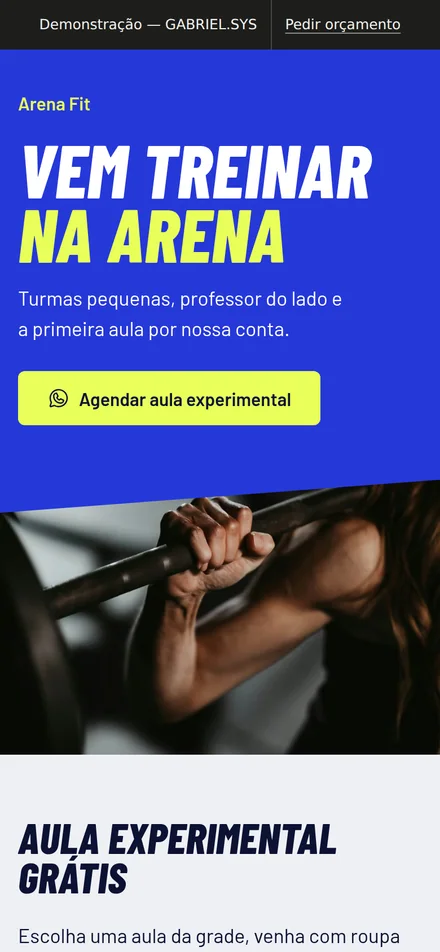 Demonstração — GABRIEL.SYS
Pedir orçamento
Arena Fit
VEM TREINAR
NA ARENA
Turmas pequenas, professor do lado e
a primeira aula por nossa conta.
Agendar aula experimental
AULA EXPERIMENTAL
GRÁTIS
Escolha uma aula da grade, venha com roupa